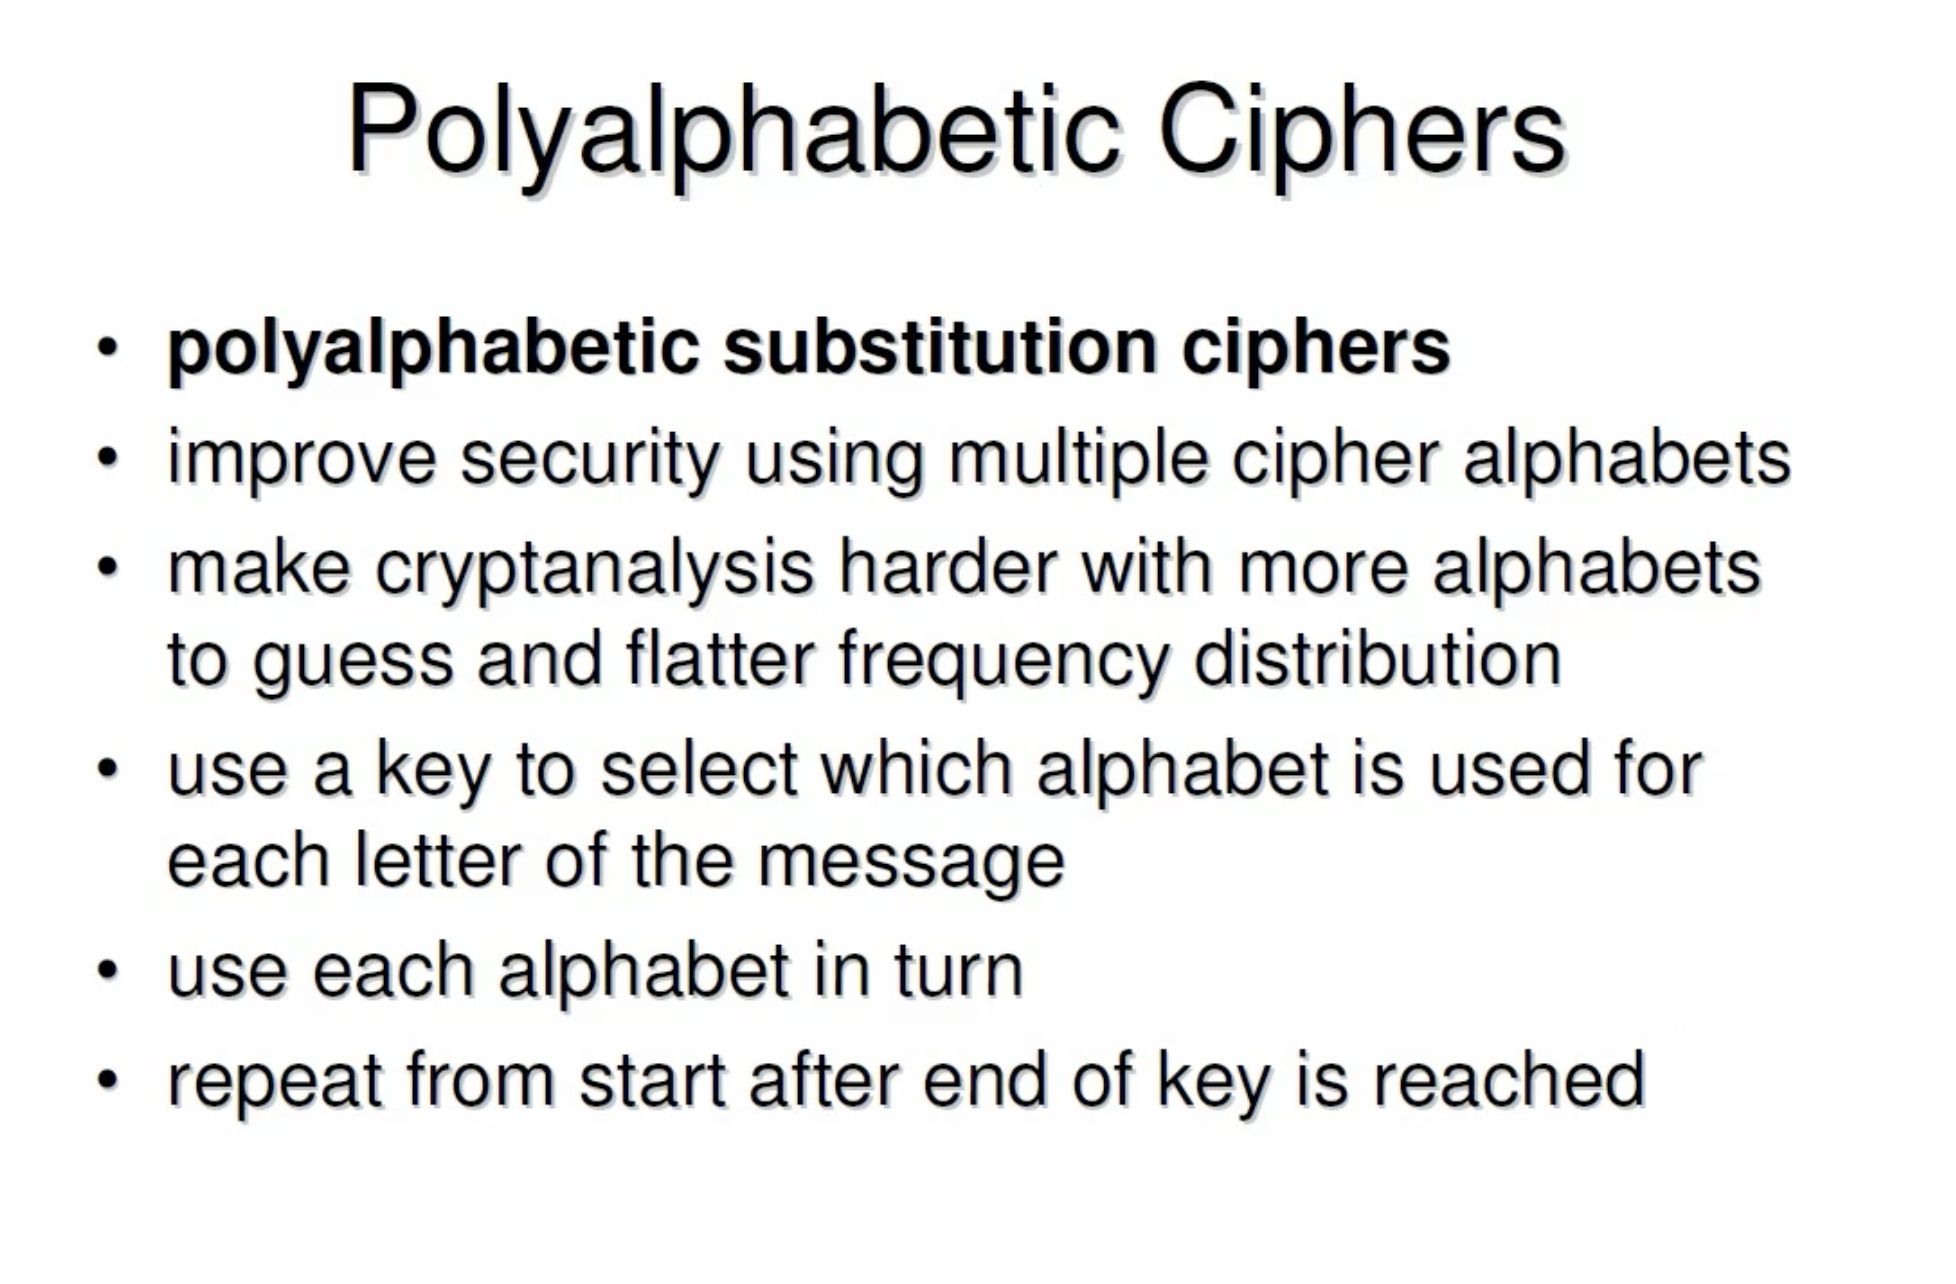 Polyalphabetic Ciphers
• polyalphabetic substitution ciphers
• improve security using multiple cipher alphabets
• make cryptanalysis harder with more alphabets
to guess and flatter frequency distribution
• use a key to select which alphabet is used for
each letter of the message
• use each alphabet in turn
• repeat from start after end of key is reached